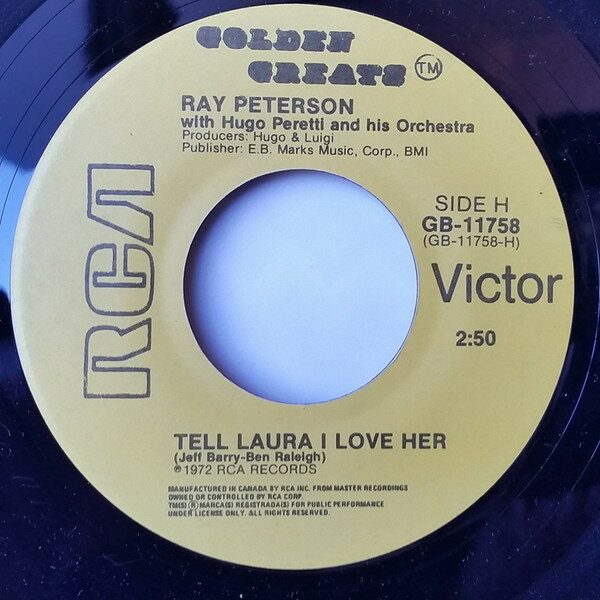 GOLDEN
GREATS TM
RAY PETERSON
with Hugo Peretti and his Orchestra
Producers: Hugo & Luigi
Publisher: E.B. Marks Music, Corp., BMI
RCA
SIDE H
GB-11758
(GB-11758-H)
Victor
2:50
TELL LAURA I LOVE HER
(Jeff Barry-Ben Raleigh)
℗1972 RCA RECORDS
MANUFACTURED IN CANADA BY RCA INC. FROM MASTER RECORDINGS
OWNED OR CONTROLLED BY RCA CORP.
TM(S) ® MARCA(S) REGISTRADA(S) FOR PUBLIC PERFORMANCE
UNDER LICENSE ONLY. ALL RIGHTS RESERVED.